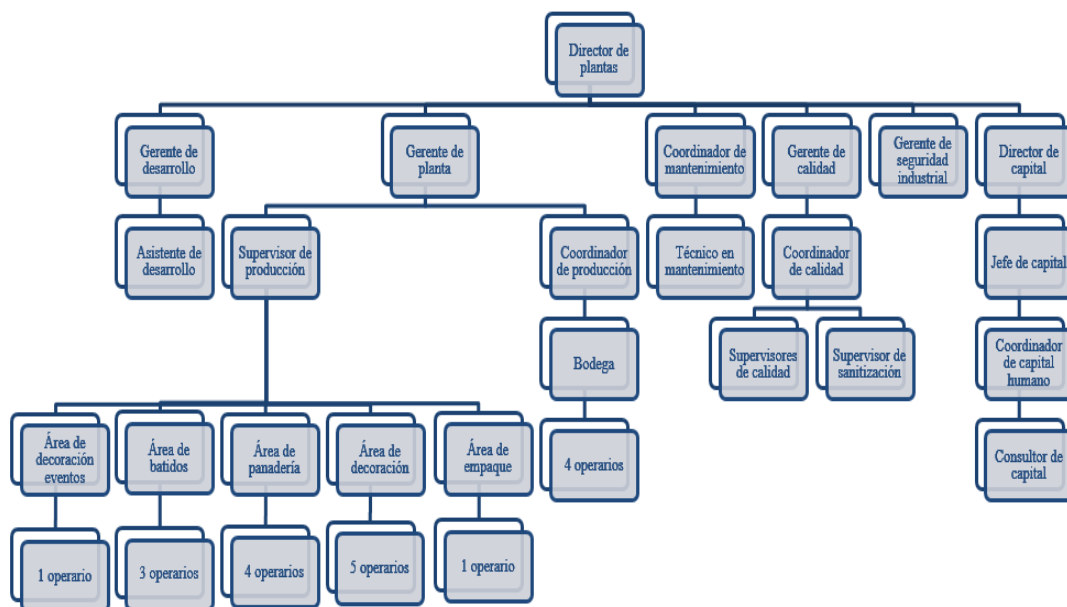 Director de
plantas
Gerente de
desarrollo
Gerente de
planta
Coordinador de
mantenimiento
Gerente de
calidad
Gerente de
seguridad
industrial
Director de
capital
Asistente de
desarrollo
Supervisor de
producción
Coordinador
de producción
Técnico en
mantenimiento
Coordinador
de calidad
Jefe de capital
Bodega
Supervisores
de calidad
Supervisor de
sanitización
Coordinador
de capital
humano
Área de
decoración
eventos
Área de
batidos
Área de
panadería
Área de
decoración
Área de
empaque
4 operarios
Consultor de
capital
1 operario
3 operarios
4 operarios
5 operarios
1 operario